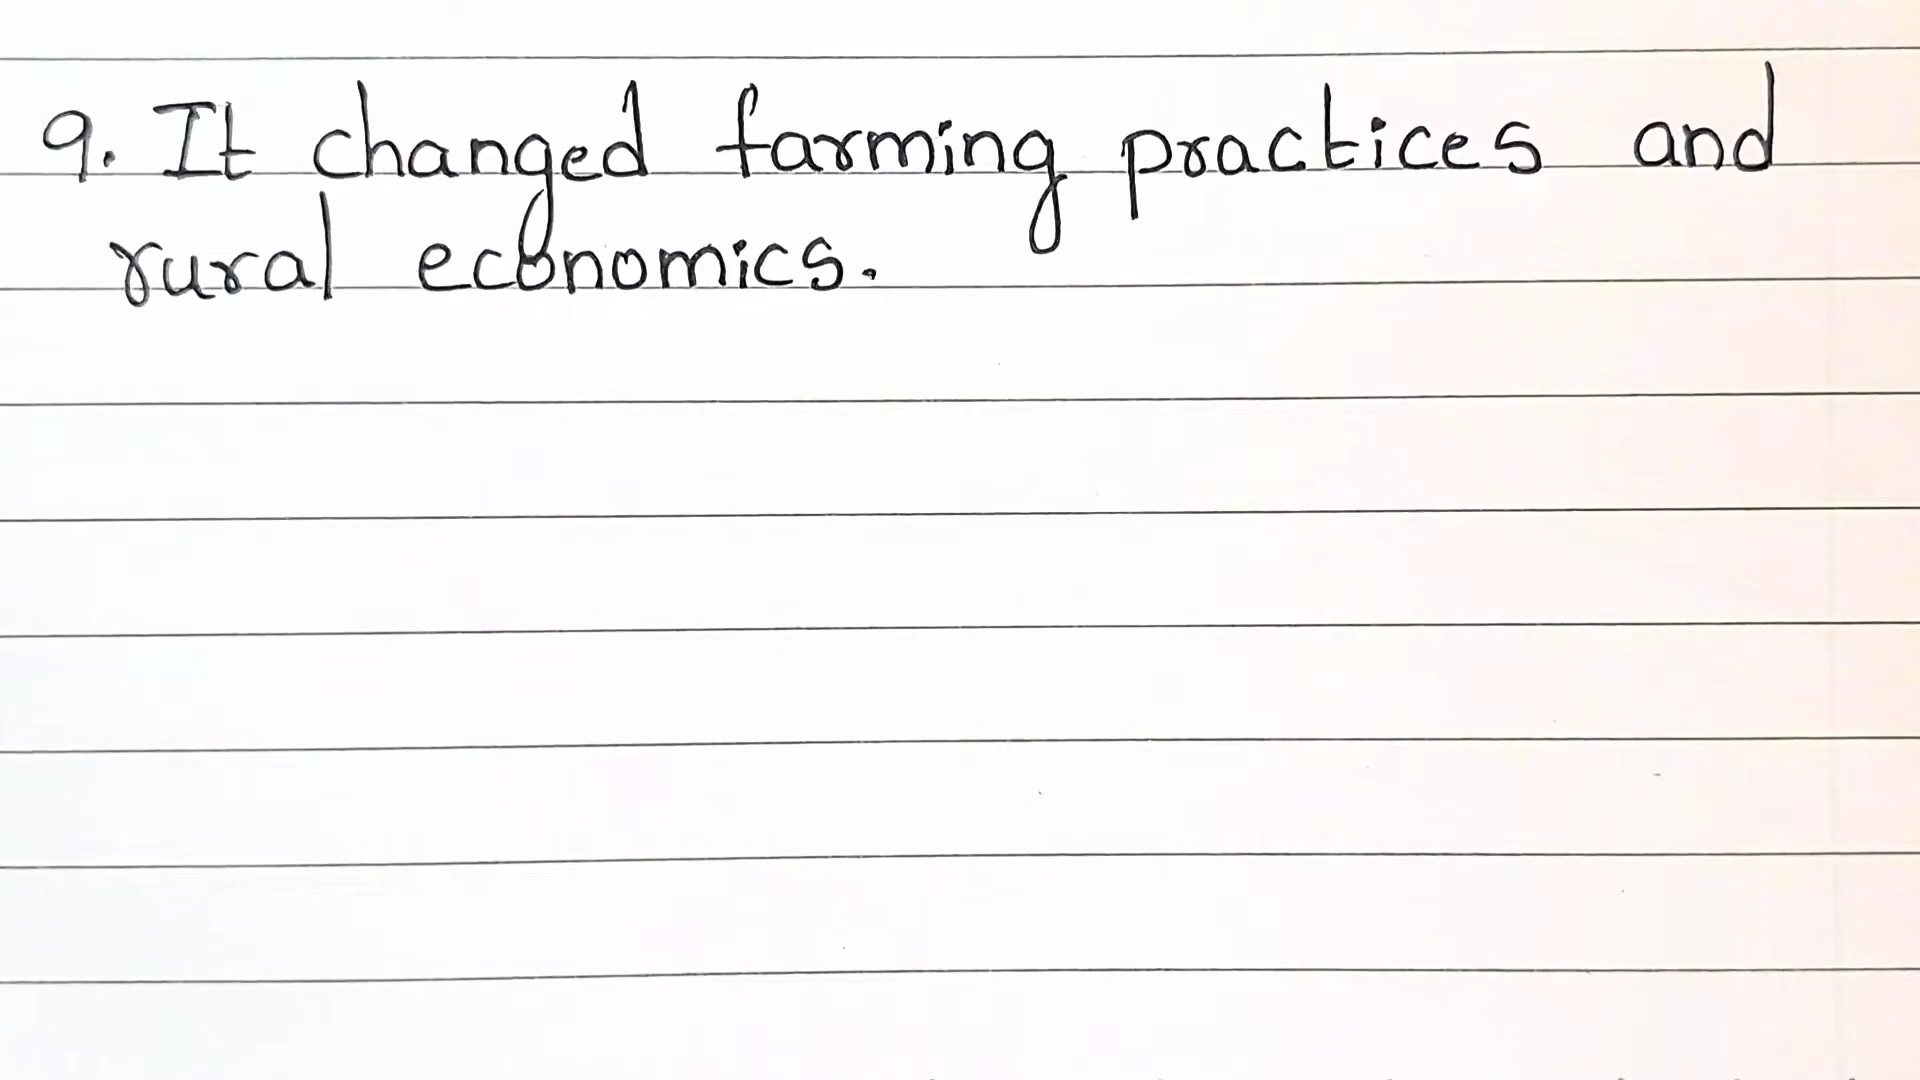 9. It changed farming practices and
rural economics.